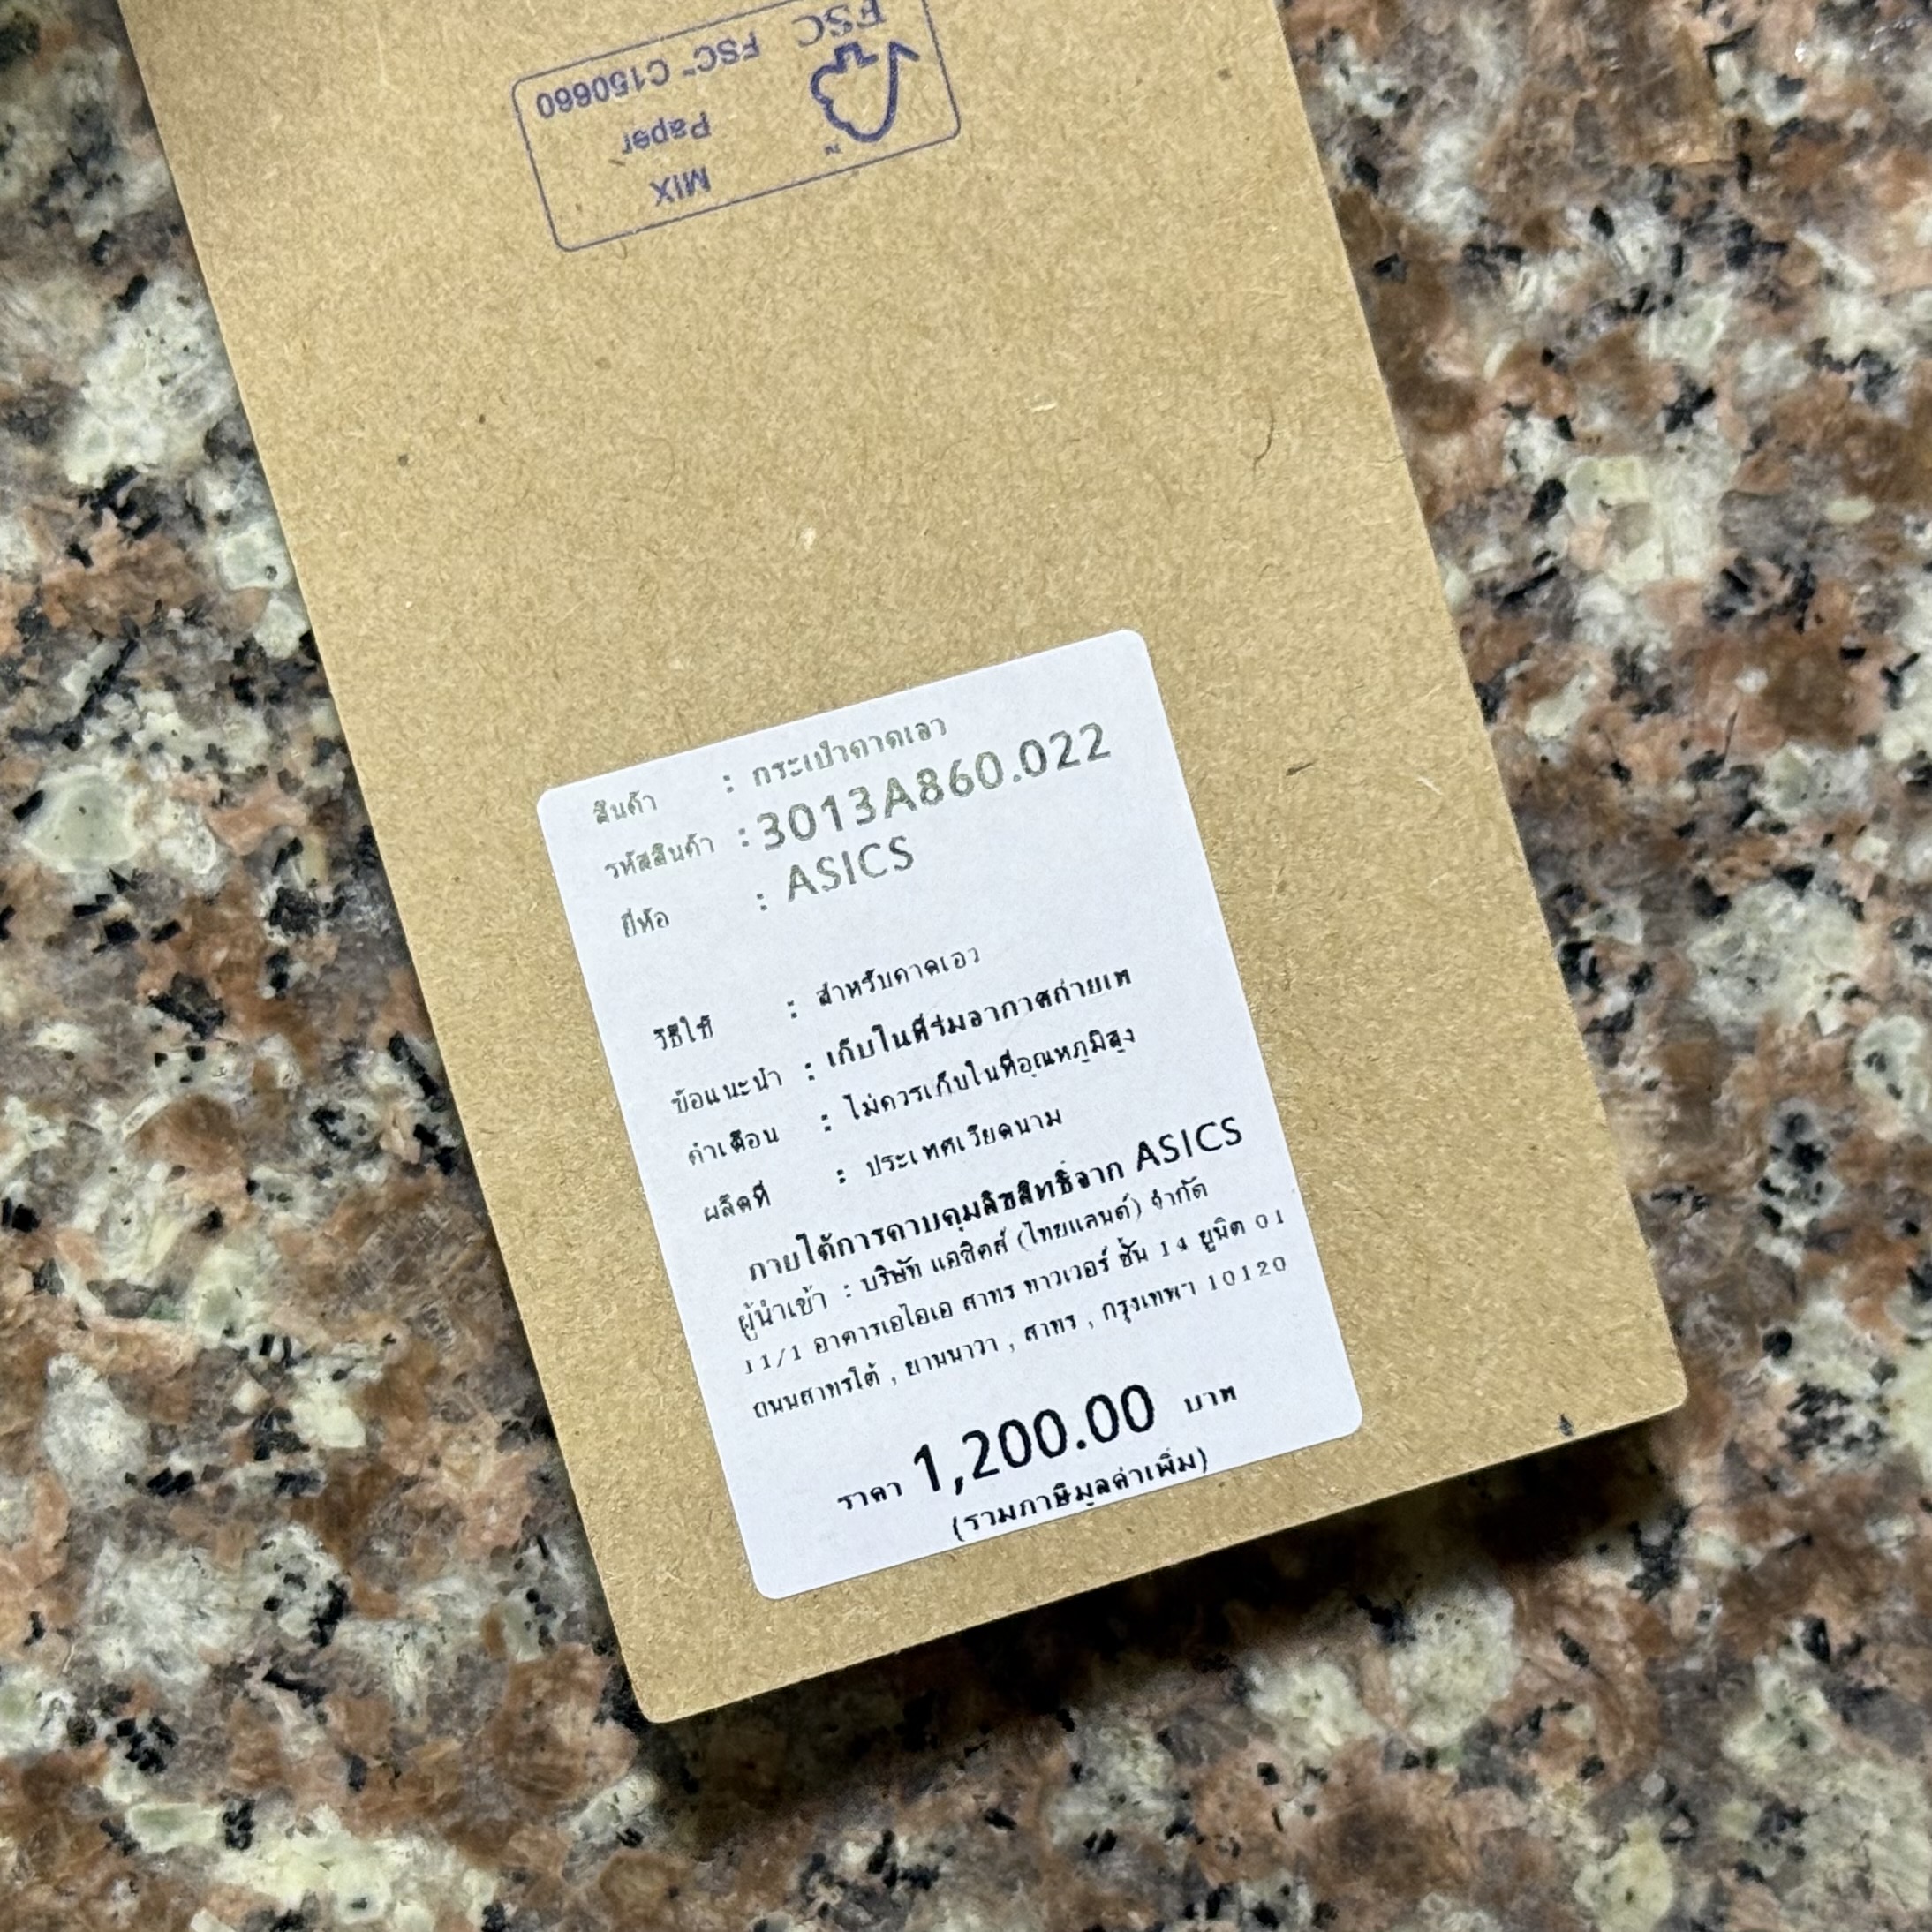 FSC
FSC™ C150660
Paper
MIX
สินค้า : กระเป๋าคาดเอว
รหัสสินค้า : 3013A860.022
ยี่ห้อ : ASICS
วิธีใช้ : สำหรับคาดเอว
ข้อแนะนำ : เก็บในที่ร่มอากาศถ่ายเท
คำเตือน : ไม่ควรเก็บในที่อุณหภูมิสูง
ผลิตที่ : ประเทศเวียดนาม
ภายใต้การควบคุมลิขสิทธิ์จาก ASICS
ผู้นำเข้า : บริษัท แอซิคส์ (ไทยแลนด์) จำกัด
11/1 อาคารเอไอเอ สาทร ทาวเวอร์ ชั้น 14 ยูนิต 01
ถนนสาทรใต้ , ยานนาวา , สาทร , กรุงเทพฯ 10120
ราคา 1,200.00 บาท
(รวมภาษีมูลค่าเพิ่ม)